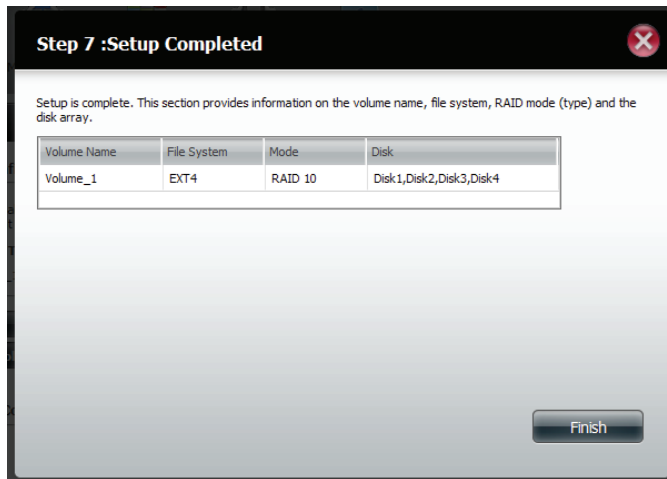 Step 7 :Setup Completed
Setup is complete. This section provides information on the volume name, file system, RAID mode (type) and the
disk array.
Volume Name File System Mode Disk
Volume_1 EXT4 RAID 10 Disk1,Disk2,Disk3,Disk4
Finish